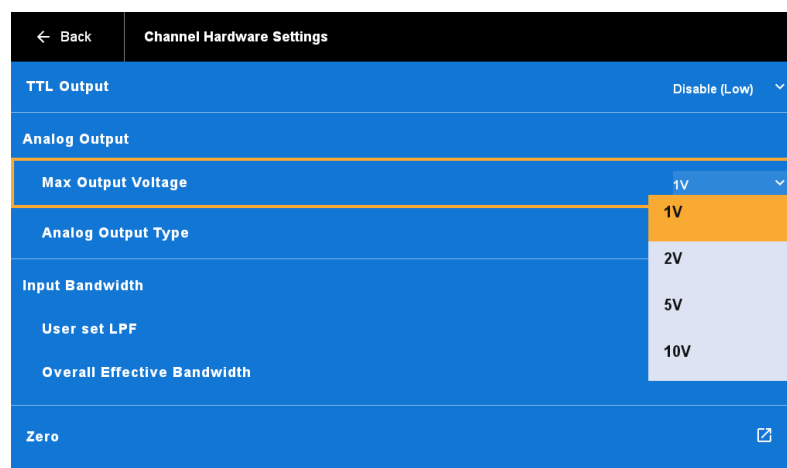 Back Channel Hardware Settings
TTL Output Disable (Low)
Analog Output
Max Output Voltage 1V
1V
Analog Output Type
2V
Input Bandwidth
5V
User set LPF
10V
Overall Effective Bandwidth
Zero